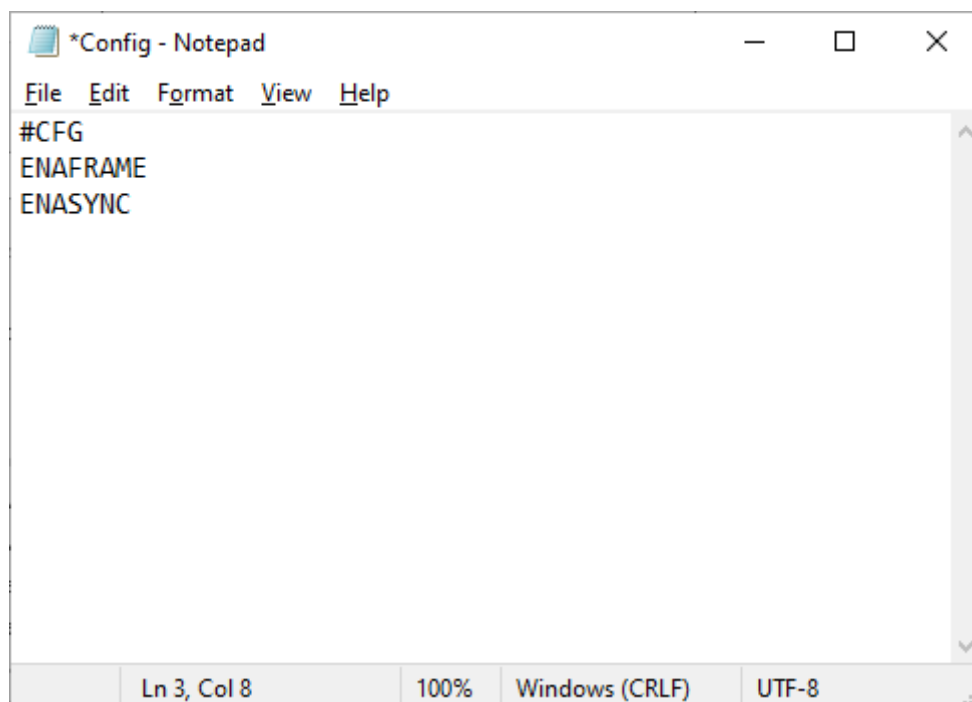 *Config - Notepad
File Edit Format View Help
#CFG
ENAFRAME
ENASYNC
Ln 3, Col 8 100% Windows (CRLF) UTF-8